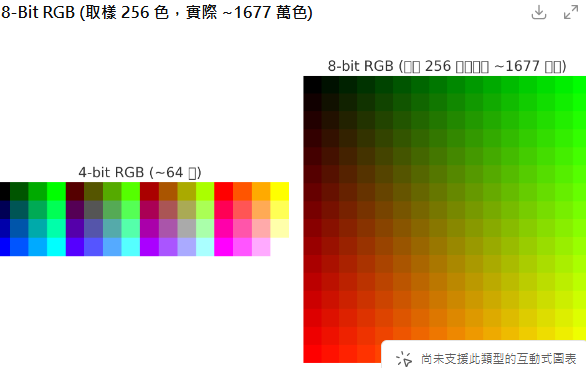 8-Bit RGB (取樣 256 色，實際 ~1677 萬色)
8-bit RGB (▯▯ 256 ▯▯▯▯ ~1677 ▯▯)
4-bit RGB (~64 ▯)
尚未支援此類型的互動式圖表